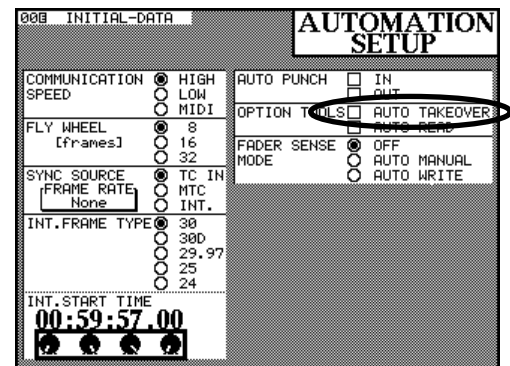 00B INITIAL-DATA
AUTOMATION
SETUP
COMMUNICATION
SPEED
HIGH
LOW
MIDI
FLY WHEEL
[frames]
8
16
32
SYNC SOURCE
FRAME RATE
None
TC IN
MTC
INT.
INT.FRAME TYPE
30
30D
29.97
25
24
INT.START TIME
00:59:57.00
AUTO PUNCH
IN
OUT
OPTION TOOLS
AUTO TAKEOVER
AUTO READ
FADER SENSE
MODE
OFF
AUTO MANUAL
AUTO WRITE